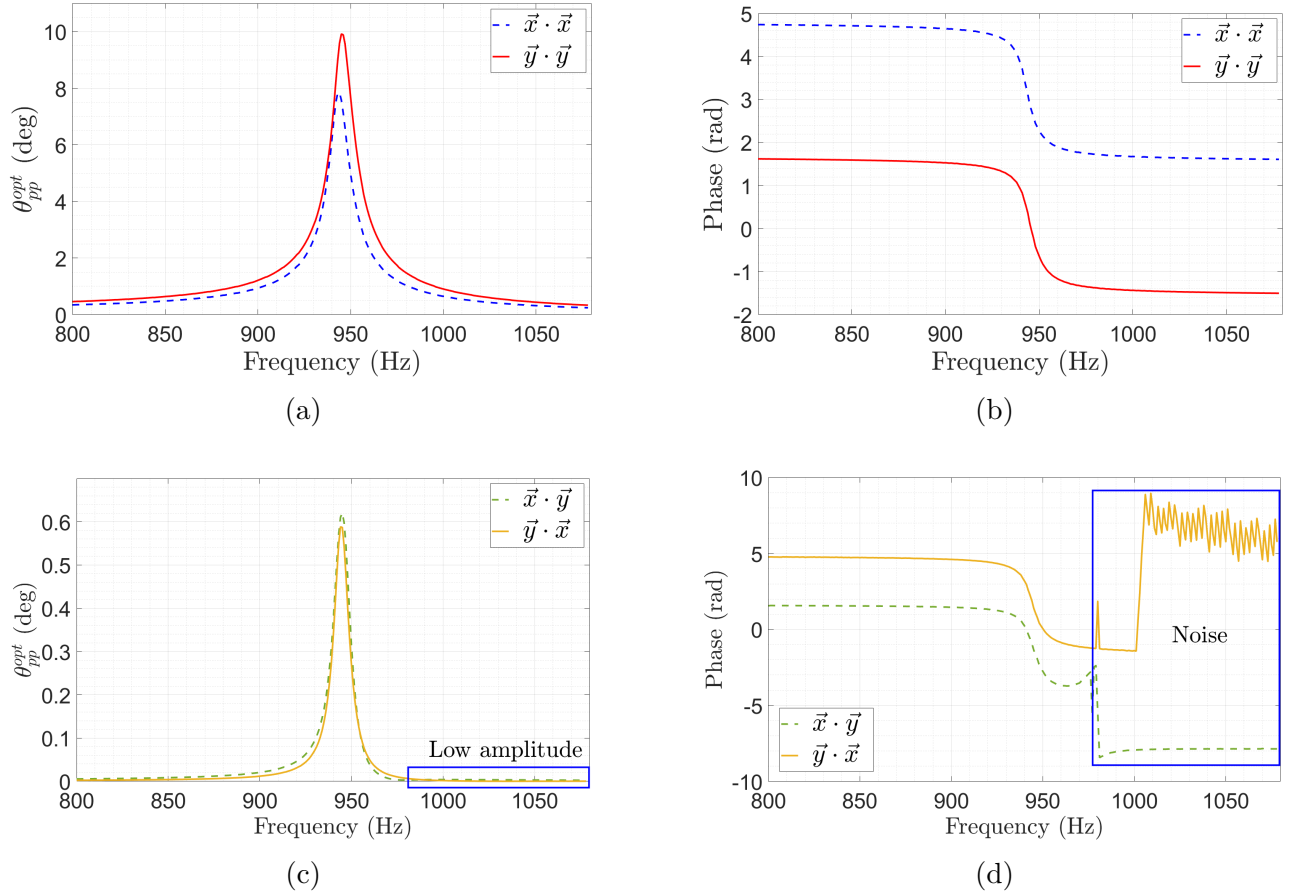 10
8
6
4
2
0
θ_pp^opt (deg)
800 850 900 950 1000 1050
Frequency (Hz)
x⃗ · x⃗
y⃗ · y⃗
(a)
5
4
3
2
1
0
-1
-2
Phase (rad)
800 850 900 950 1000 1050
Frequency (Hz)
x⃗ · x⃗
y⃗ · y⃗
(b)
0.6
0.5
0.4
0.3
0.2
0.1
0
θ_pp^opt (deg)
800 850 900 950 1000 1050
Frequency (Hz)
x⃗ · y⃗
y⃗ · x⃗
Low amplitude
(c)
10
5
0
-5
-10
Phase (rad)
800 850 900 950 1000 1050
Frequency (Hz)
Noise
x⃗ · y⃗
y⃗ · x⃗
(d)